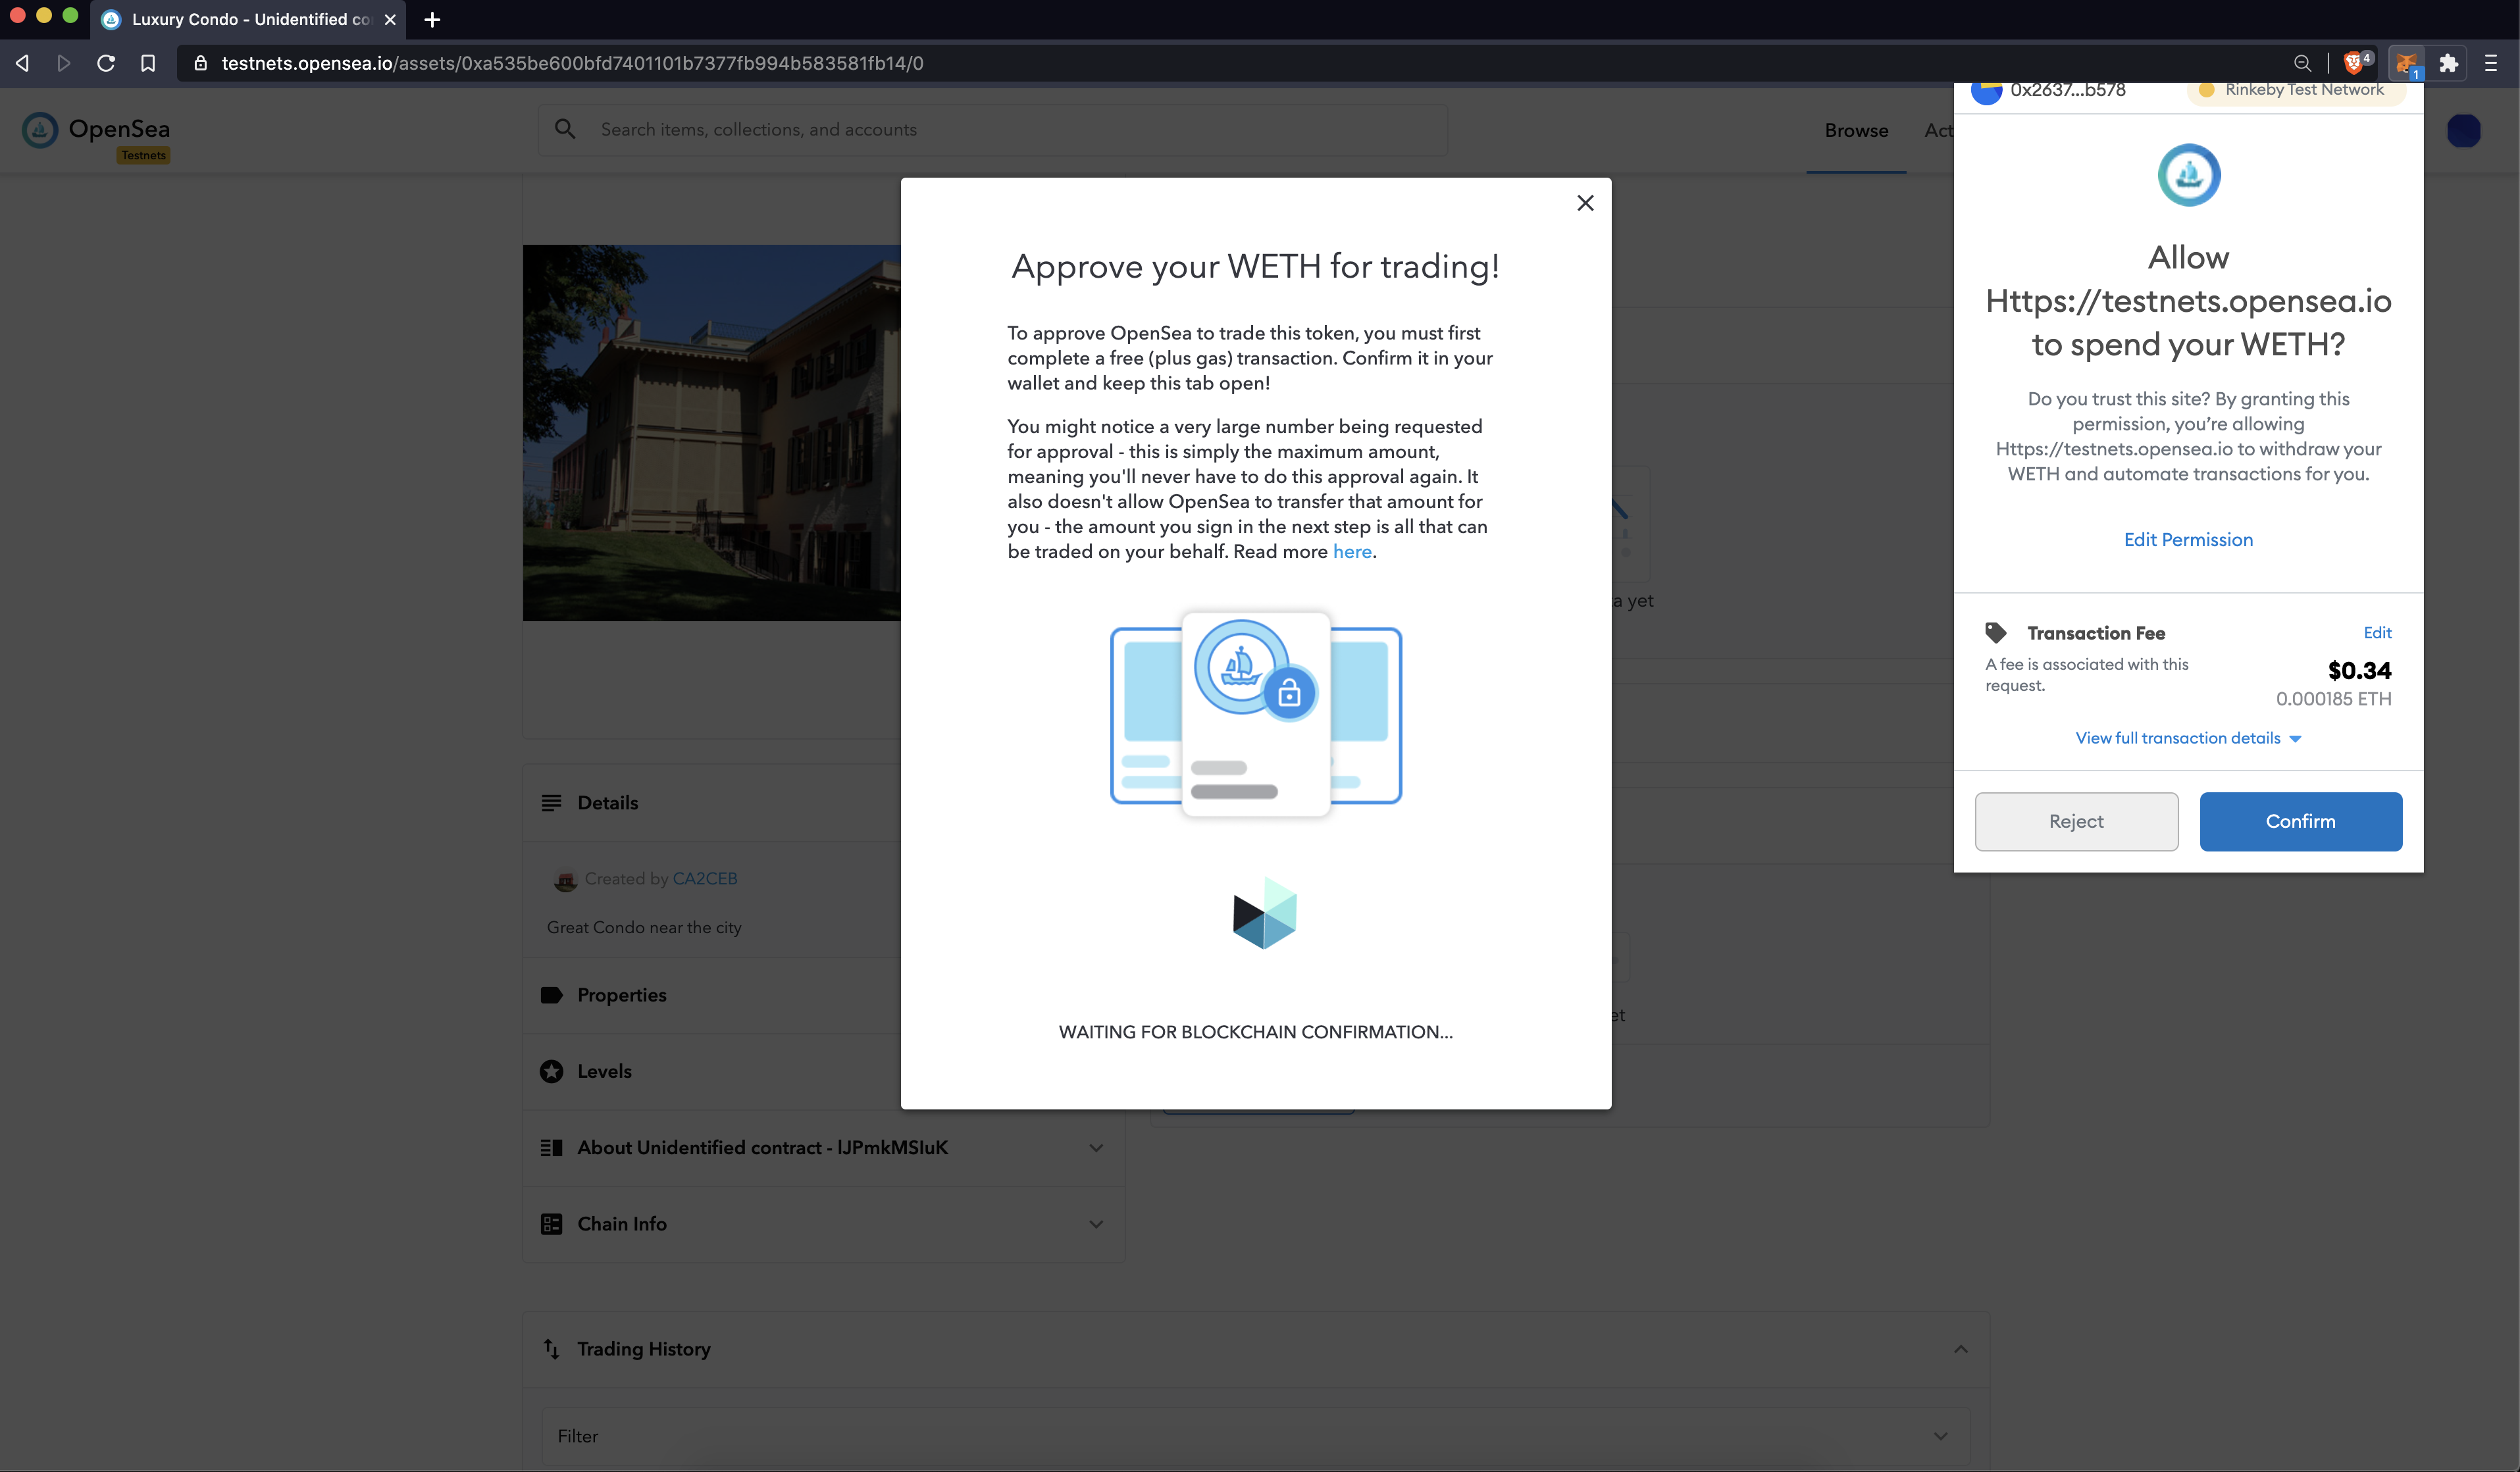 Luxury Condo - Unidentified co
testnets.opensea.io/assets/0xa535be600bfd7401101b7377fb994b583581fb14/0
4
1
OpenSea
Testnets
Search items, collections, and accounts
Browse
Act
0x2637...b578
Rinkeby Test Network
Approve your WETH for trading!
To approve OpenSea to trade this token, you must first
complete a free (plus gas) transaction. Confirm it in your
wallet and keep this tab open!
You might notice a very large number being requested
for approval - this is simply the maximum amount,
meaning you'll never have to do this approval again. It
also doesn't allow OpenSea to transfer that amount for
you - the amount you sign in the next step is all that can
be traded on your behalf. Read more here.
WAITING FOR BLOCKCHAIN CONFIRMATION...
Allow
Https://testnets.opensea.io
to spend your WETH?
Do you trust this site? By granting this
permission, you’re allowing
Https://testnets.opensea.io to withdraw your
WETH and automate transactions for you.
Edit Permission
Transaction Fee
Edit
A fee is associated with this
request.
$0.34
0.000185 ETH
View full transaction details
Reject
Confirm
a yet
et
Details
Created by CA2CEB
Great Condo near the city
Properties
Levels
About Unidentified contract - lJPmkMSIuK
Chain Info
Trading History
Filter